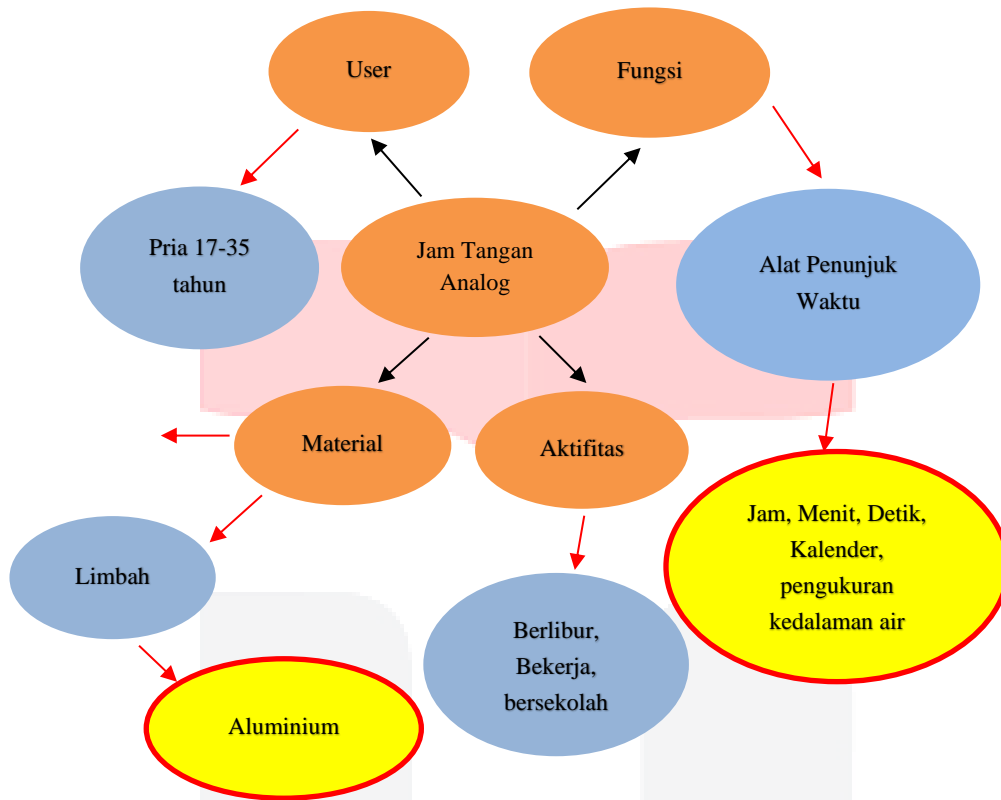 User
Fungsi
Pria 17-35
tahun
Jam Tangan
Analog
Alat Penunjuk
Waktu
Material
Aktifitas
Jam, Menit, Detik,
Kalender,
pengukuran
kedalaman air
Limbah
Berlibur,
Bekerja,
bersekolah
Aluminium